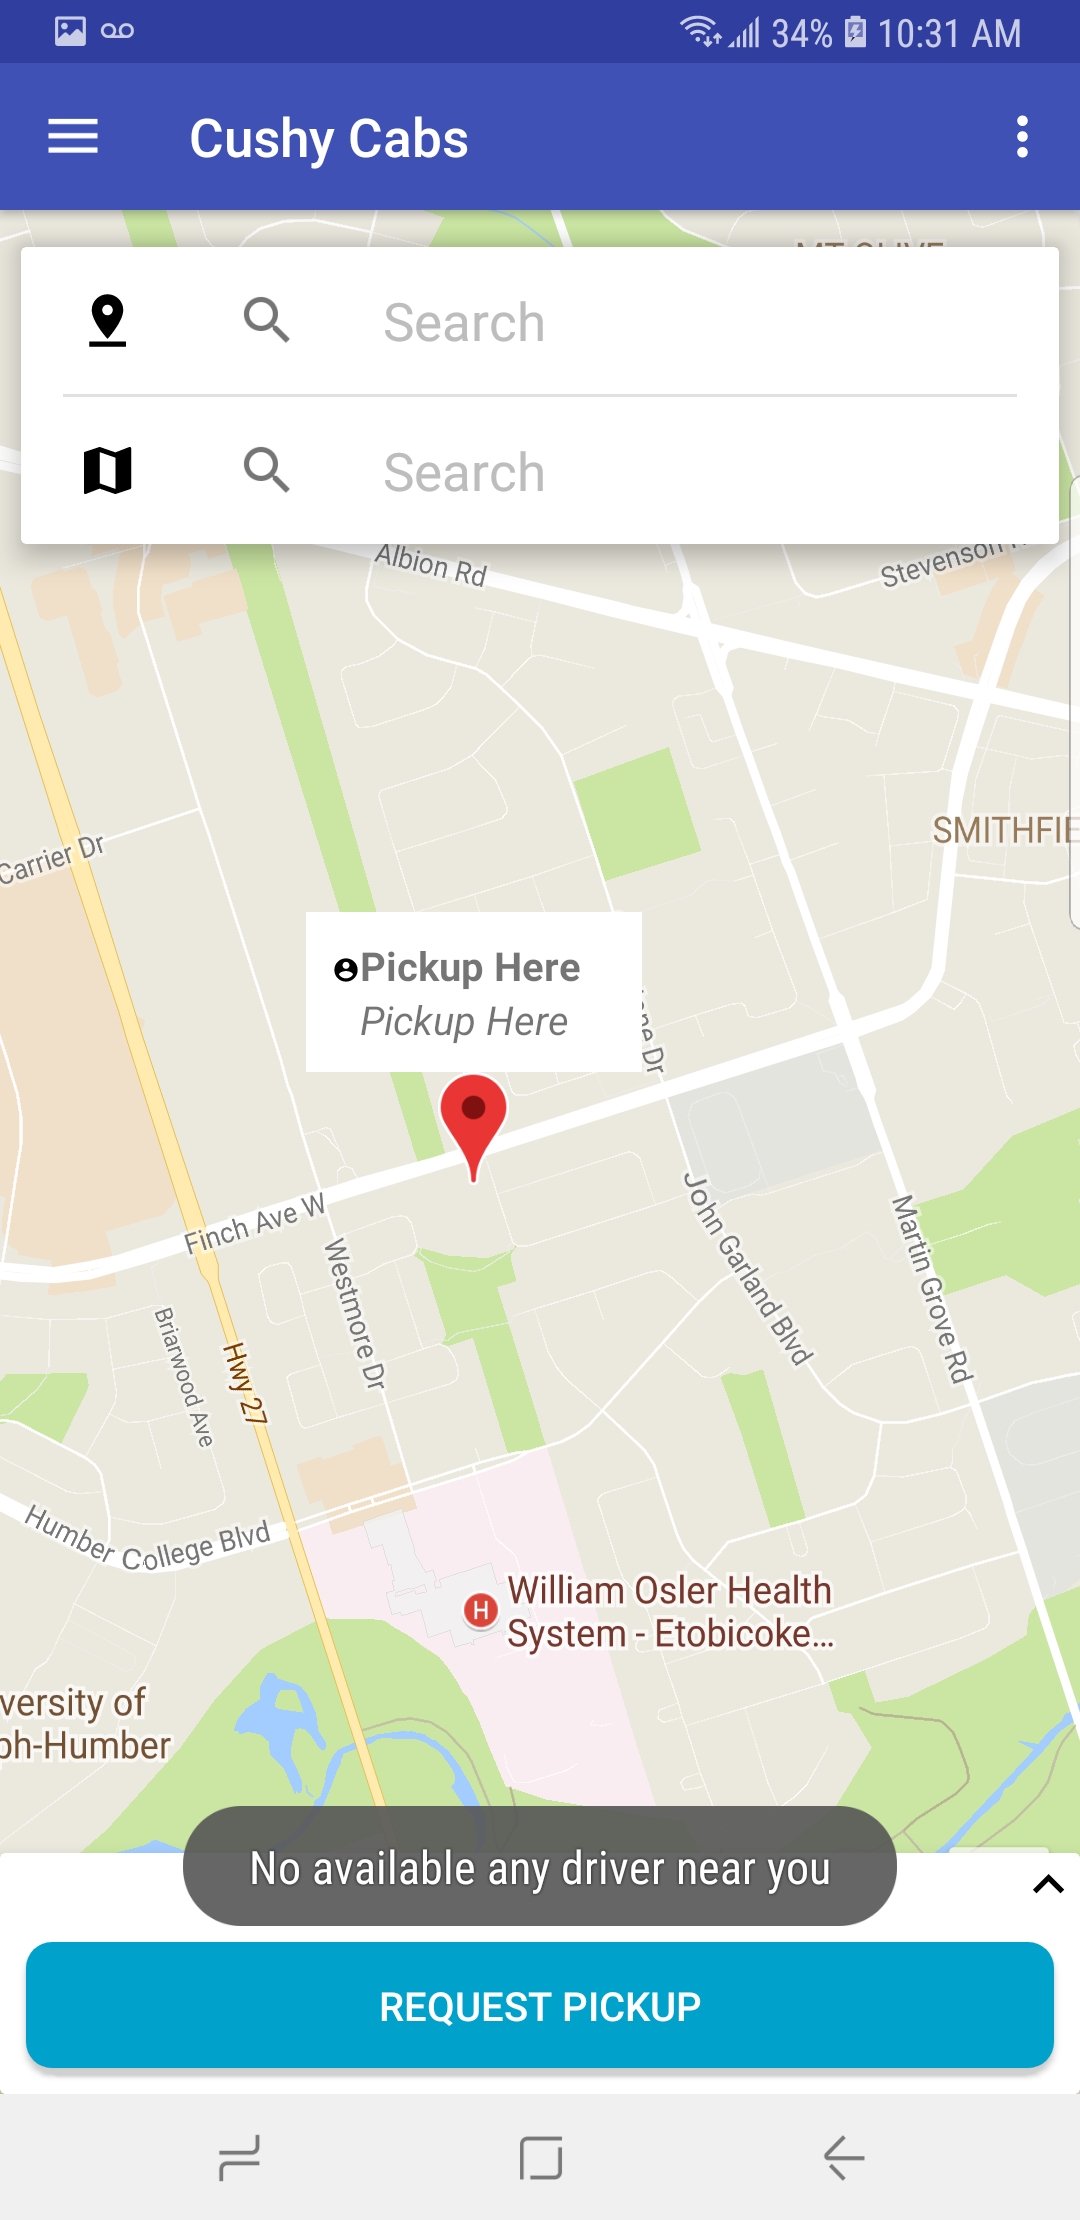 34% 10:31 AM
Cushy Cabs
Search
Search
Albion Rd
Stevenson
Carrier Dr
SMITHFIE
Pickup Here
Pickup Here
Dr
Finch Ave W
John Garland Blvd
Martin Grove Rd
Westmore Dr
Briarwood Ave
Hwy 27
Humber College Blvd
H
William Osler Health
System - Etobicoke...
versity of
ph-Humber
No available any driver near you
REQUEST PICKUP